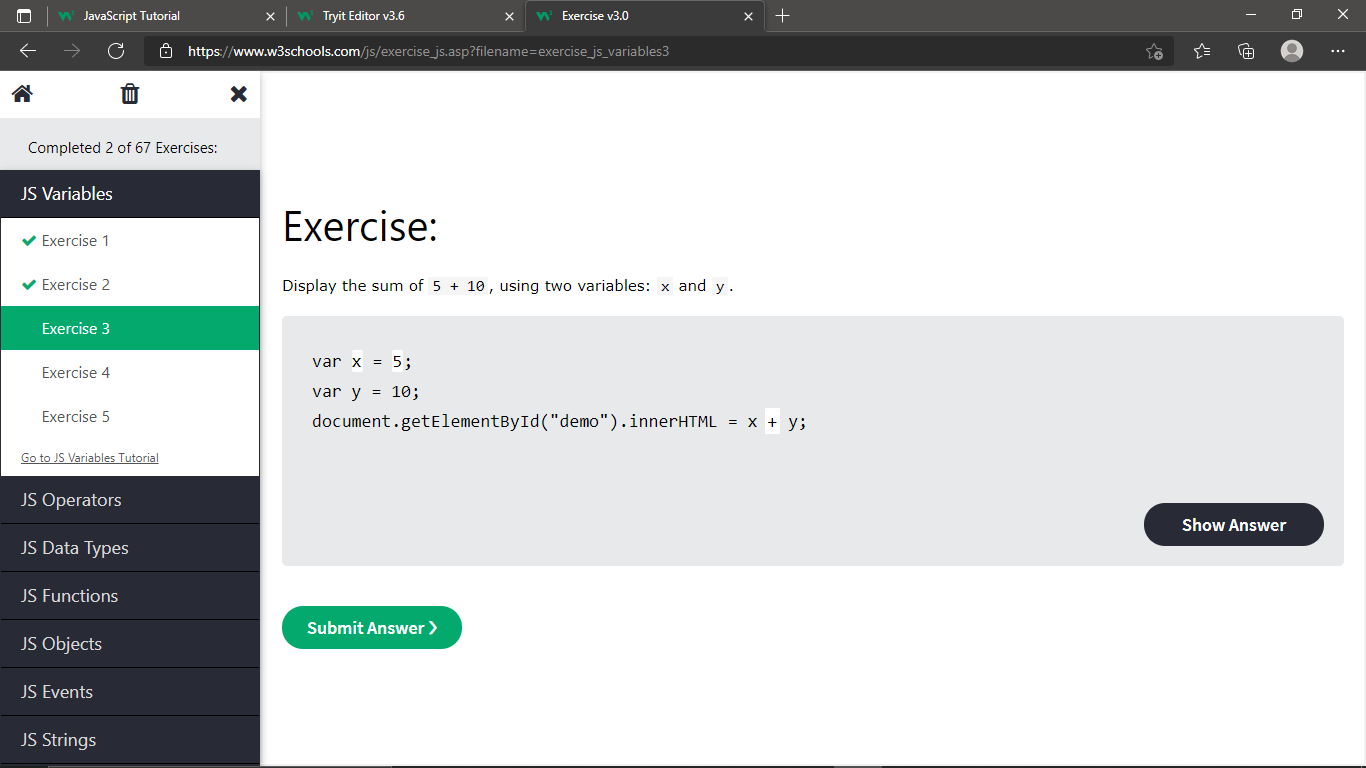 JavaScript Tutorial
Tryit Editor v3.6
Exercise v3.0
https://www.w3schools.com/js/exercise_js.asp?filename=exercise_js_variables3
Completed 2 of 67 Exercises:
JS Variables
Exercise 1
Exercise 2
Exercise 3
Exercise 4
Exercise 5
Go to JS Variables Tutorial
JS Operators
JS Data Types
JS Functions
JS Objects
JS Events
JS Strings
Exercise:
Display the sum of 5 + 10, using two variables: x and y.
var x = 5;
var y = 10;
document.getElementById("demo").innerHTML = x + y;
Show Answer
Submit Answer ❯